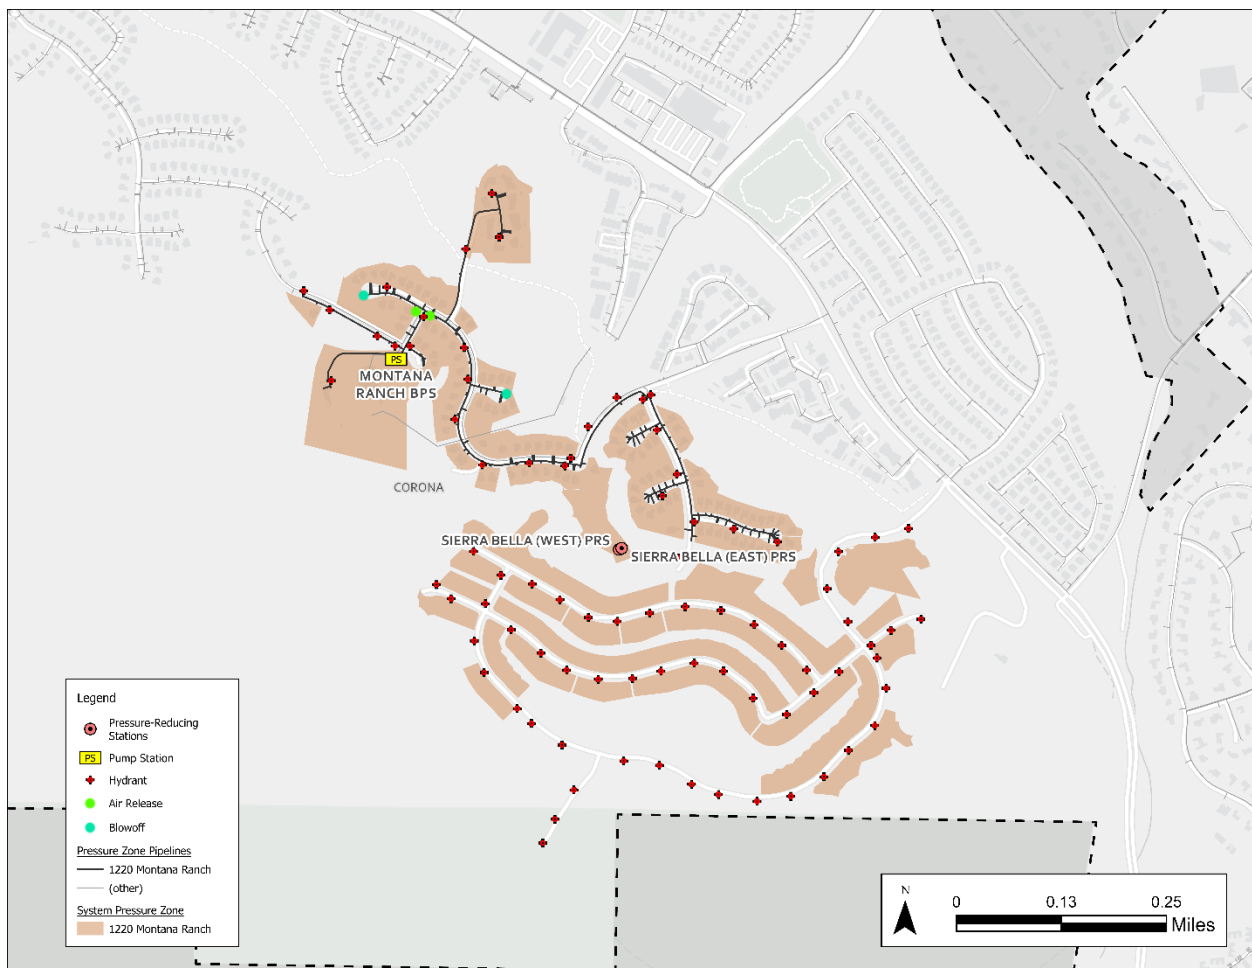 PS
MONTANA
RANCH BPS
CORONA
SIERRA BELLA (WEST) PRS
SIERRA BELLA (EAST) PRS
Legend
Pressure-Reducing
Stations
PS Pump Station
Hydrant
Air Release
Blowoff
Pressure Zone Pipelines
1220 Montana Ranch
(other)
System Pressure Zone
1220 Montana Ranch
N
0 0.13 0.25
Miles